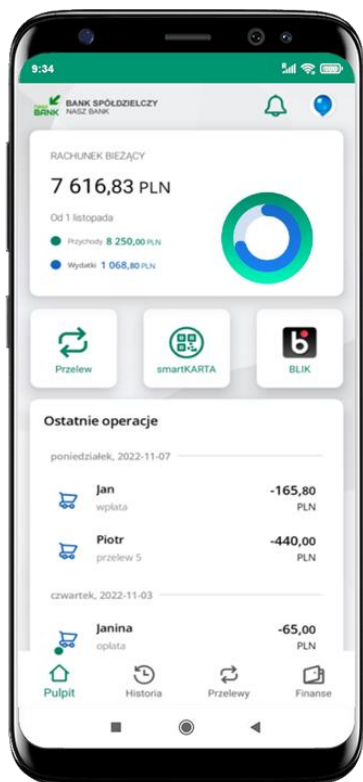 9:34
nasz BANK
BANK SPÓŁDZIELCZY
NASZ BANK
RACHUNEK BIEŻĄCY
7 616,83 PLN
Od 1 listopada
Przychody 8 250,00 PLN
Wydatki 1 068,80 PLN
Przelew
smartKARTA
b
BLIK
Ostatnie operacje
poniedziałek, 2022-11-07
Jan -165,80
wpłata PLN
Piotr -440,00
przelew 5 PLN
czwartek, 2022-11-03
Janina -65,00
opłata PLN
Pulpit Historia Przelewy Finanse